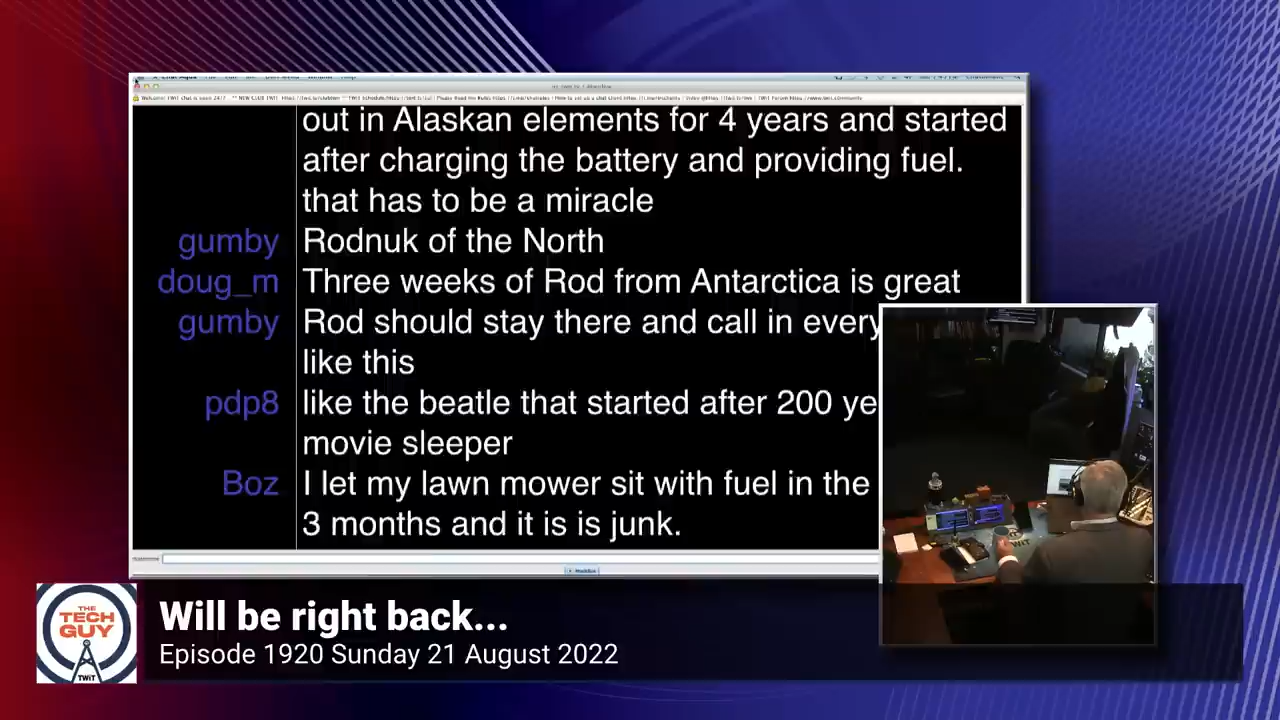 out in Alaskan elements for 4 years and started
after charging the battery and providing fuel.
that has to be a miracle
gumby Rodnuk of the North
doug_m Three weeks of Rod from Antarctica is great
gumby Rod should stay there and call in every
like this
pdp8 like the beatle that started after 200 ye
movie sleeper
Boz I let my lawn mower sit with fuel in the
3 months and it is is junk.
THE
TECH
GUY
TWiT
Will be right back...
Episode 1920 Sunday 21 August 2022